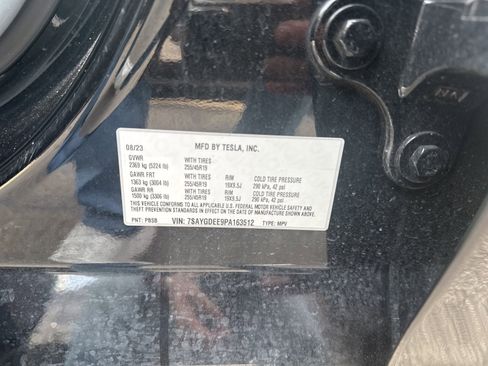 08/23 MFD BY TESLA, INC.
GVWR WITH TIRES
2369 kg (5224 lb) 255/45R19
GAWR FRT WITH TIRES RIM COLD TIRE PRESSURE
1363 kg (3004 lb) 255/45R19 19X9.5J 290 kPa, 42 psi
GAWR RR WITH TIRES RIM COLD TIRE PRESSURE
1500 kg (3306 lb) 255/45R19 19X9.5J 290 kPa, 42 psi
THIS VEHICLE CONFORMS TO ALL APPLICABLE U.S. FEDERAL MOTOR VEHICLE SAFETY AND
THEFT PREVENTION STANDARDS IN EFFECT ON THE DATE OF MANUFACTURE SHOWN ABOVE.
PNT: PBSB VIN: 7SAYGDEE9PA163512 TYPE: MPV